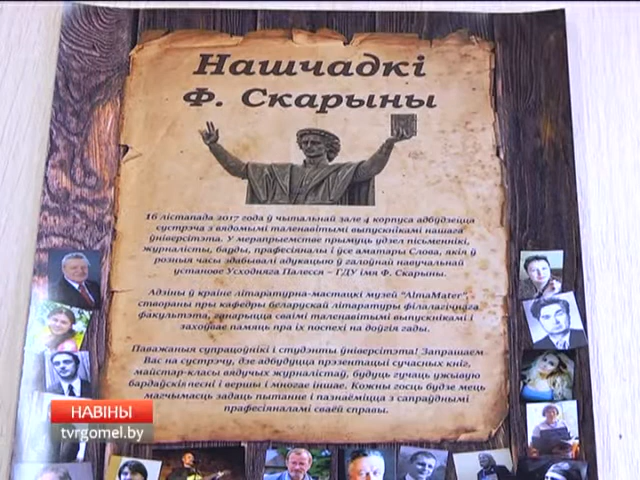 Нашчадкі
Ф. Скарыны
16 лістапада 2017 года ў чытальнай зале 4 корпуса адбудзецца
сустрэча з вядомымі таленавітымі выпускнікамі нашага
ўніверсітэта. У мерапрыемстве прымуць удзел пісьменнікі,
журналісты, барды, прафесіяналы і ўсе аматары Слова, якія ў
розныя часы здабывалі адукацыю ў галоўнай навучальнай
установе Усходняга Палесся – ГДУ імя Ф. Скарыны.
Адзіны ў краіне літаратурна-мастацкі музей "AlmaMater",
створаны пры кафедры беларускай літаратуры філалагічнага
факультэта, ганарыцца сваімі таленавітымі выпускнікамі і
захоўвае памяць пра іх поспехі на доўгія гады.
Паважаныя супрацоўнікі і студэнты ўніверсітэта! Запрашаем
Вас на сустрэчу, дзе адбудуцца прэзентацыі сучасных кніг,
майстар-класы вядучых журналістаў, будуць гучаць ужывую
бардаўскія песні і вершы і многае іншае. Кожны госць будзе мець
магчымасць задаць пытанне і пазнаёміцца з сапраўднымі
прафесіяналамі сваёй справы.
НАВІНЫ
tvrgomel.by